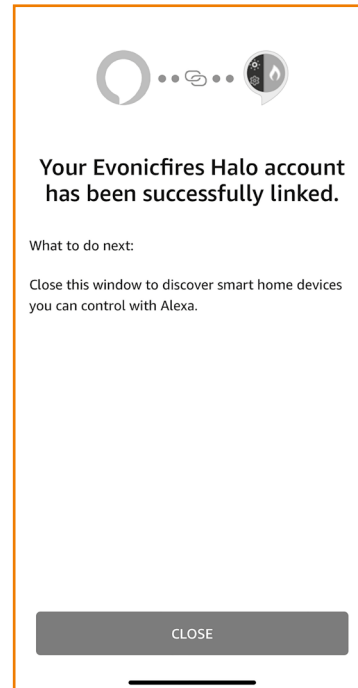 Your Evonicfires Halo account
has been successfully linked.
What to do next:
Close this window to discover smart home devices
you can control with Alexa.
CLOSE